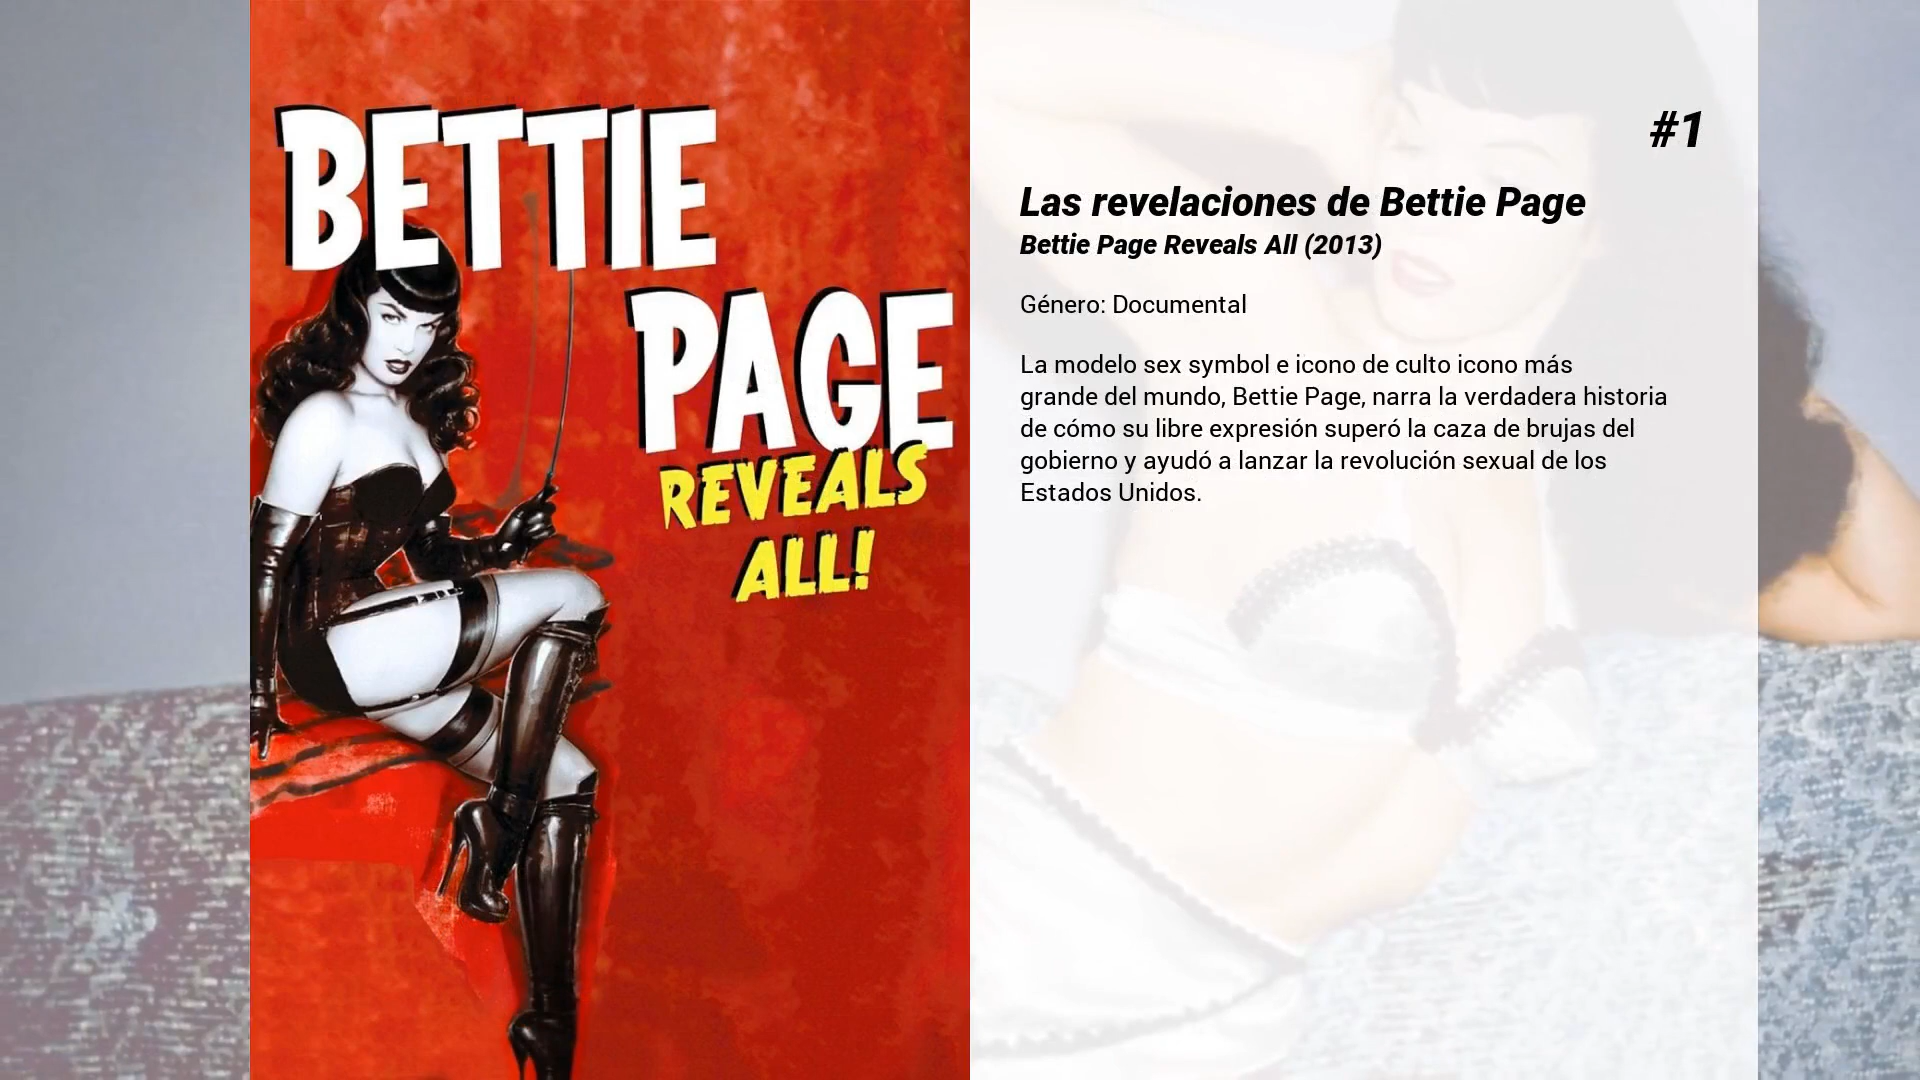 BETTIE
PAGE
REVEALS
ALL!
#1
Las revelaciones de Bettie Page
Bettie Page Reveals All (2013)
Género: Documental
La modelo sex symbol e icono de culto icono más
grande del mundo, Bettie Page, narra la verdadera historia
de cómo su libre expresión superó la caza de brujas del
gobierno y ayudó a lanzar la revolución sexual de los
Estados Unidos.